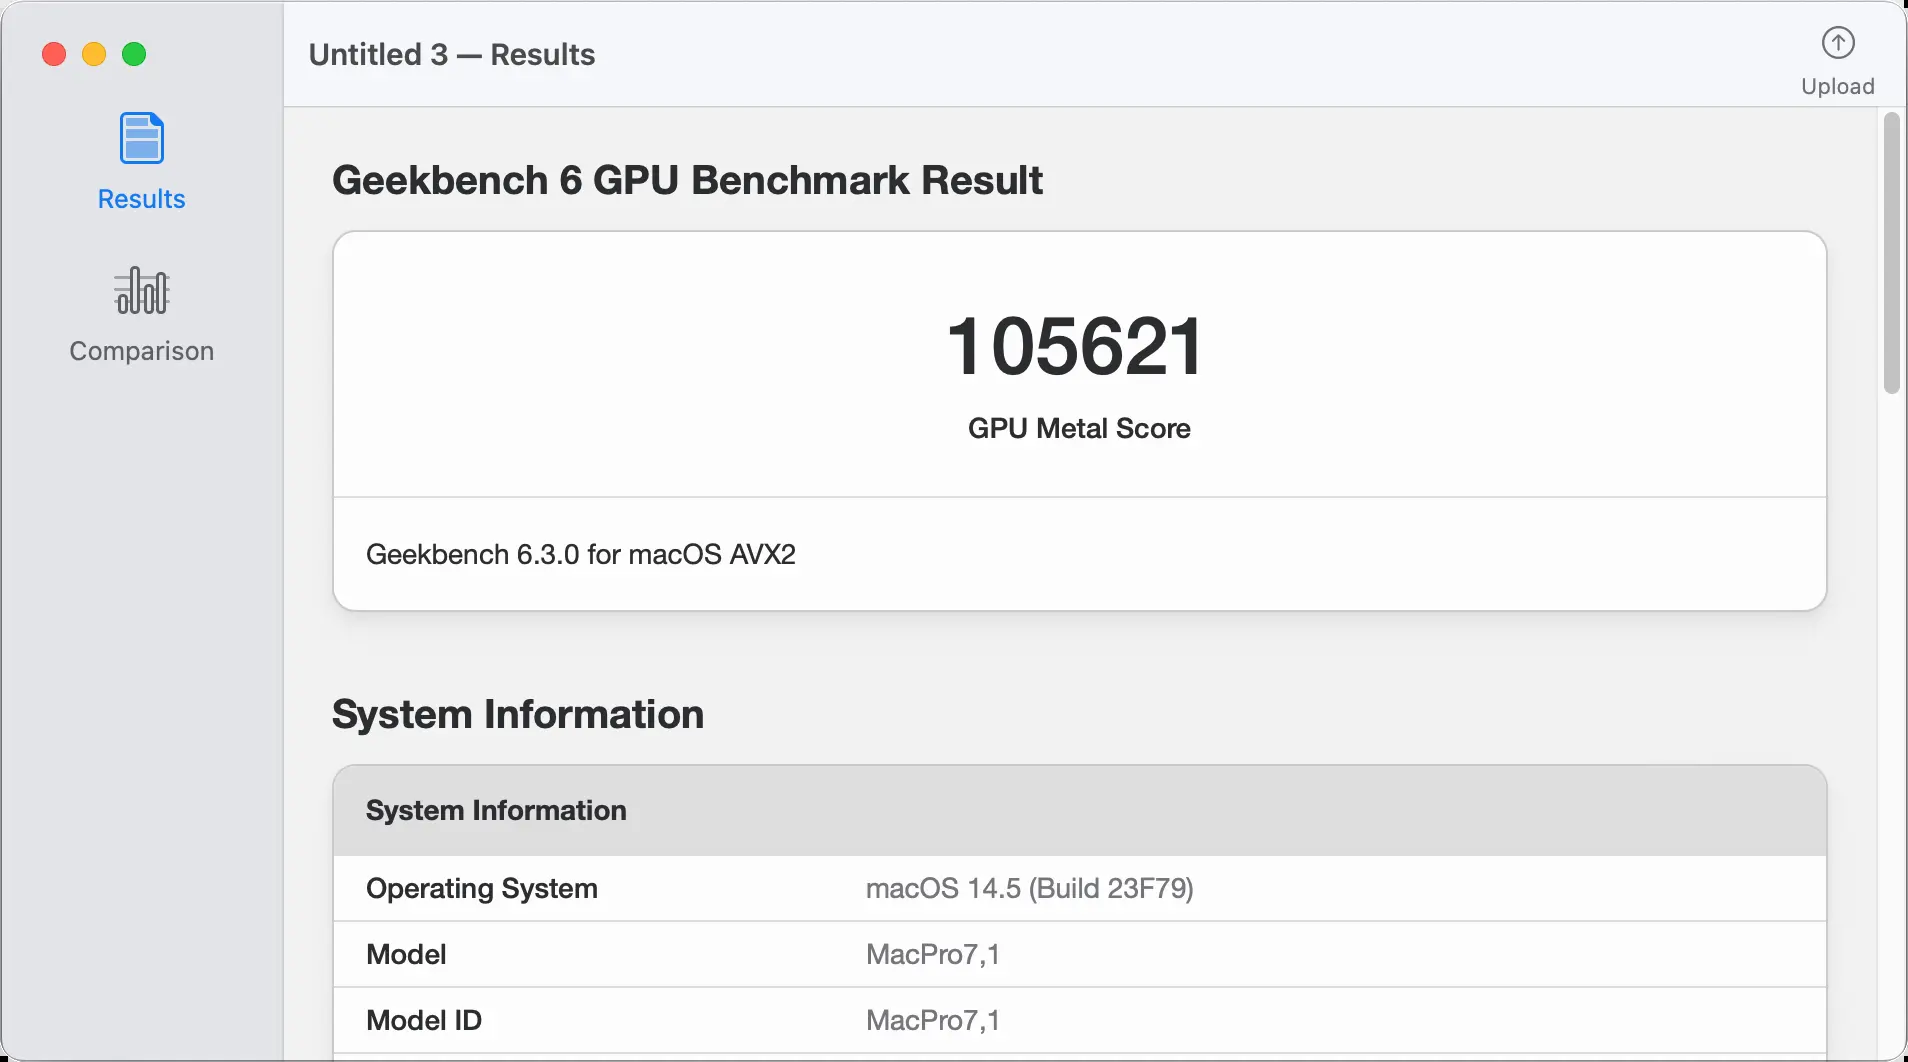 Untitled 3 — Results
Upload
Results
Comparison
Geekbench 6 GPU Benchmark Result
105621
GPU Metal Score
Geekbench 6.3.0 for macOS AVX2
System Information
System Information
Operating System macOS 14.5 (Build 23F79)
Model MacPro7,1
Model ID MacPro7,1